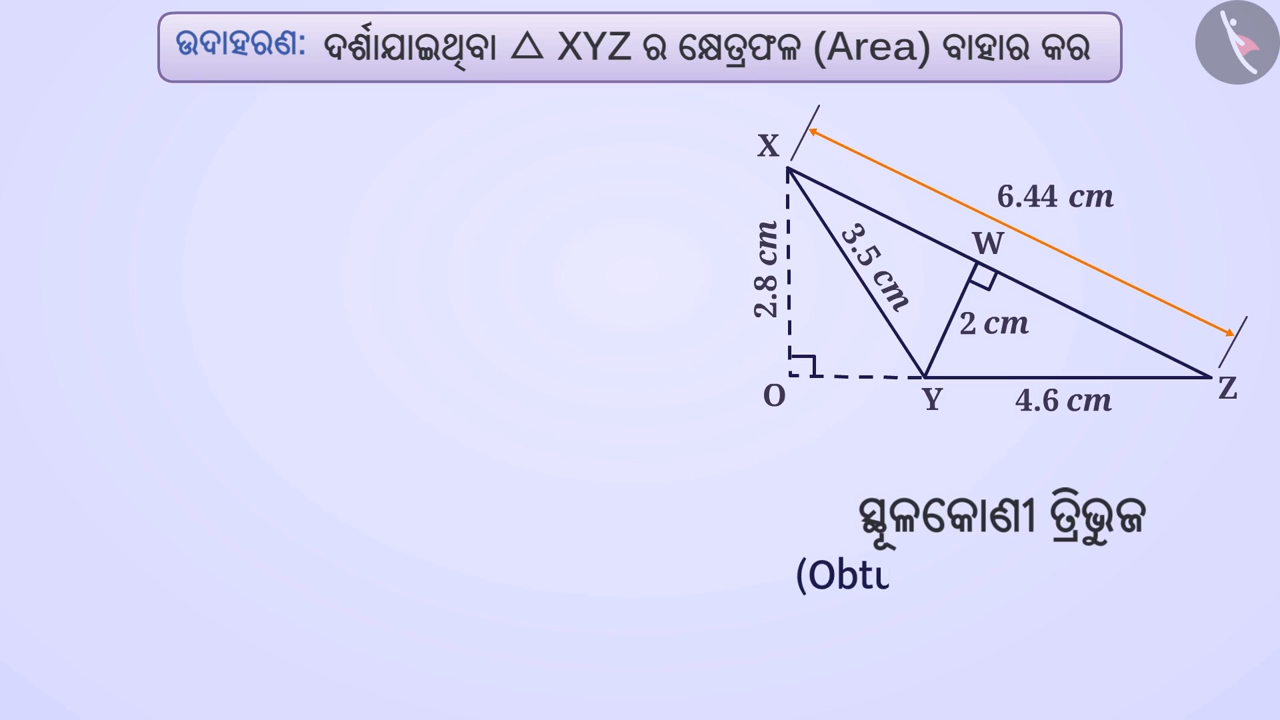 ଉଦାହରଣ: ଦର୍ଶାଯାଇଥିବା △ XYZ ର କ୍ଷେତ୍ରଫଳ (Area) ବାହାର କର
X
6.44 cm
W
3.5 cm
2.8 cm
2 cm
O
Y
Z
4.6 cm
ସ୍ଥୂଳକୋଣୀ ତ୍ରିଭୁଜ
(Obt